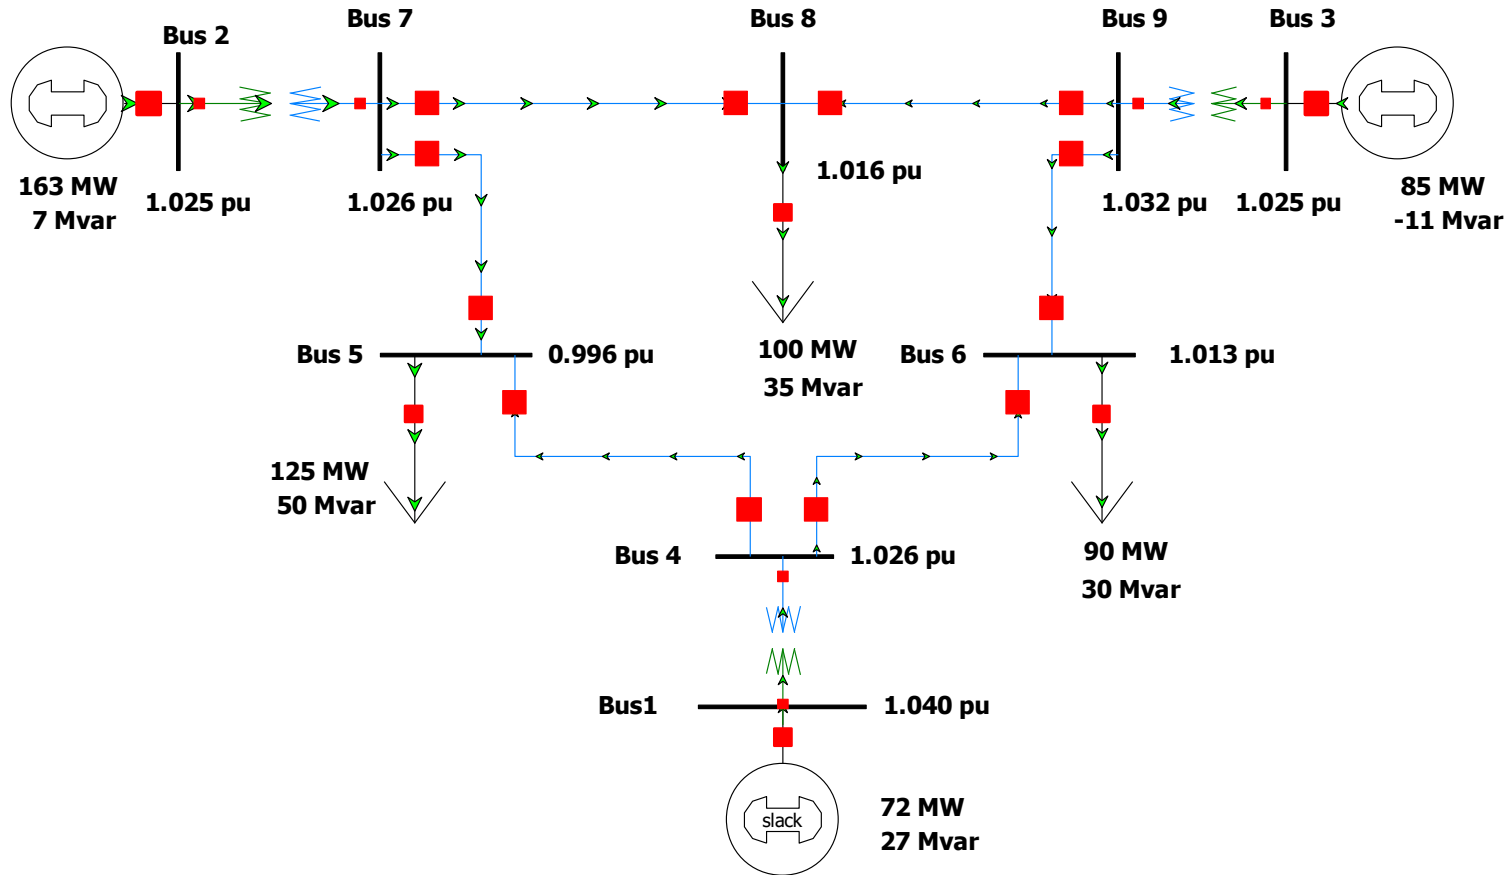 Bus 7
Bus 8
Bus 9
Bus 3
Bus 2
163 MW
7 Mvar
1.025 pu
1.026 pu
1.016 pu
1.032 pu
1.025 pu
85 MW
-11 Mvar
Bus 5
0.996 pu
100 MW
35 Mvar
Bus 6
1.013 pu
125 MW
50 Mvar
Bus 4
1.026 pu
90 MW
30 Mvar
Bus1
1.040 pu
slack
72 MW
27 Mvar